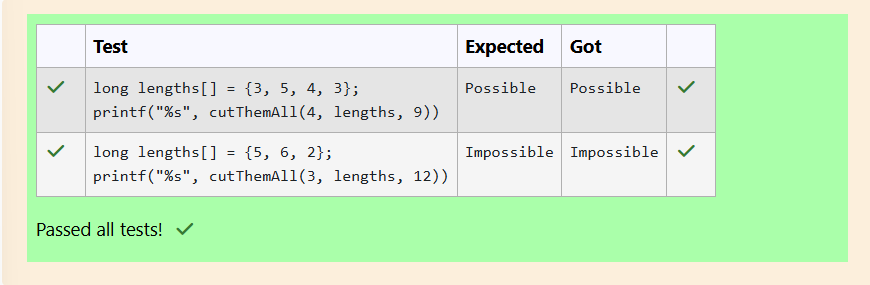 Test Expected Got
long lengths[] = {3, 5, 4, 3}; Possible Possible
printf("%s", cutThemAll(4, lengths, 9))
long lengths[] = {5, 6, 2}; Impossible Impossible
printf("%s", cutThemAll(3, lengths, 12))
Passed all tests!